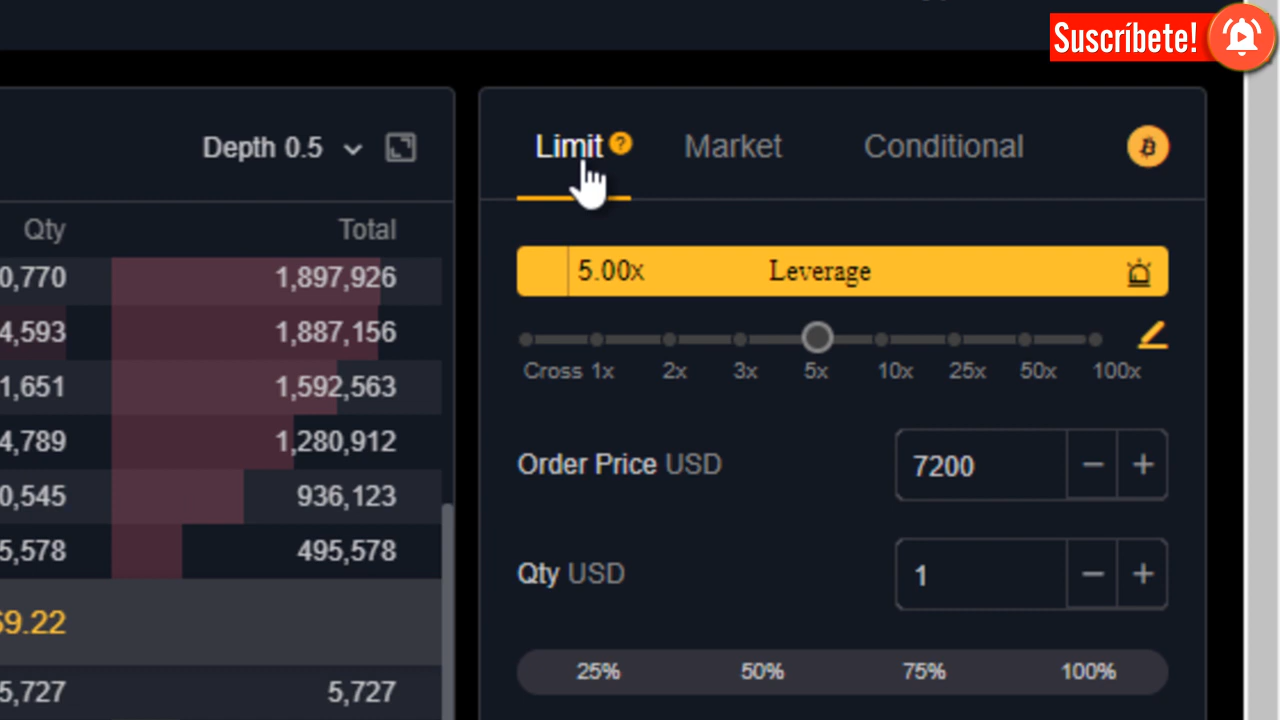 Suscríbete!
Depth 0.5
Limit ? Market Conditional
Qty Total
0,770 1,897,926
4,593 1,887,156
1,651 1,592,563
4,789 1,280,912
0,545 936,123
5,578 495,578
69.22
5,727 5,727
5.00x Leverage
Cross 1x 2x 3x 5x 10x 25x 50x 100x
Order Price USD 7200 − +
Qty USD 1 − +
25% 50% 75% 100%